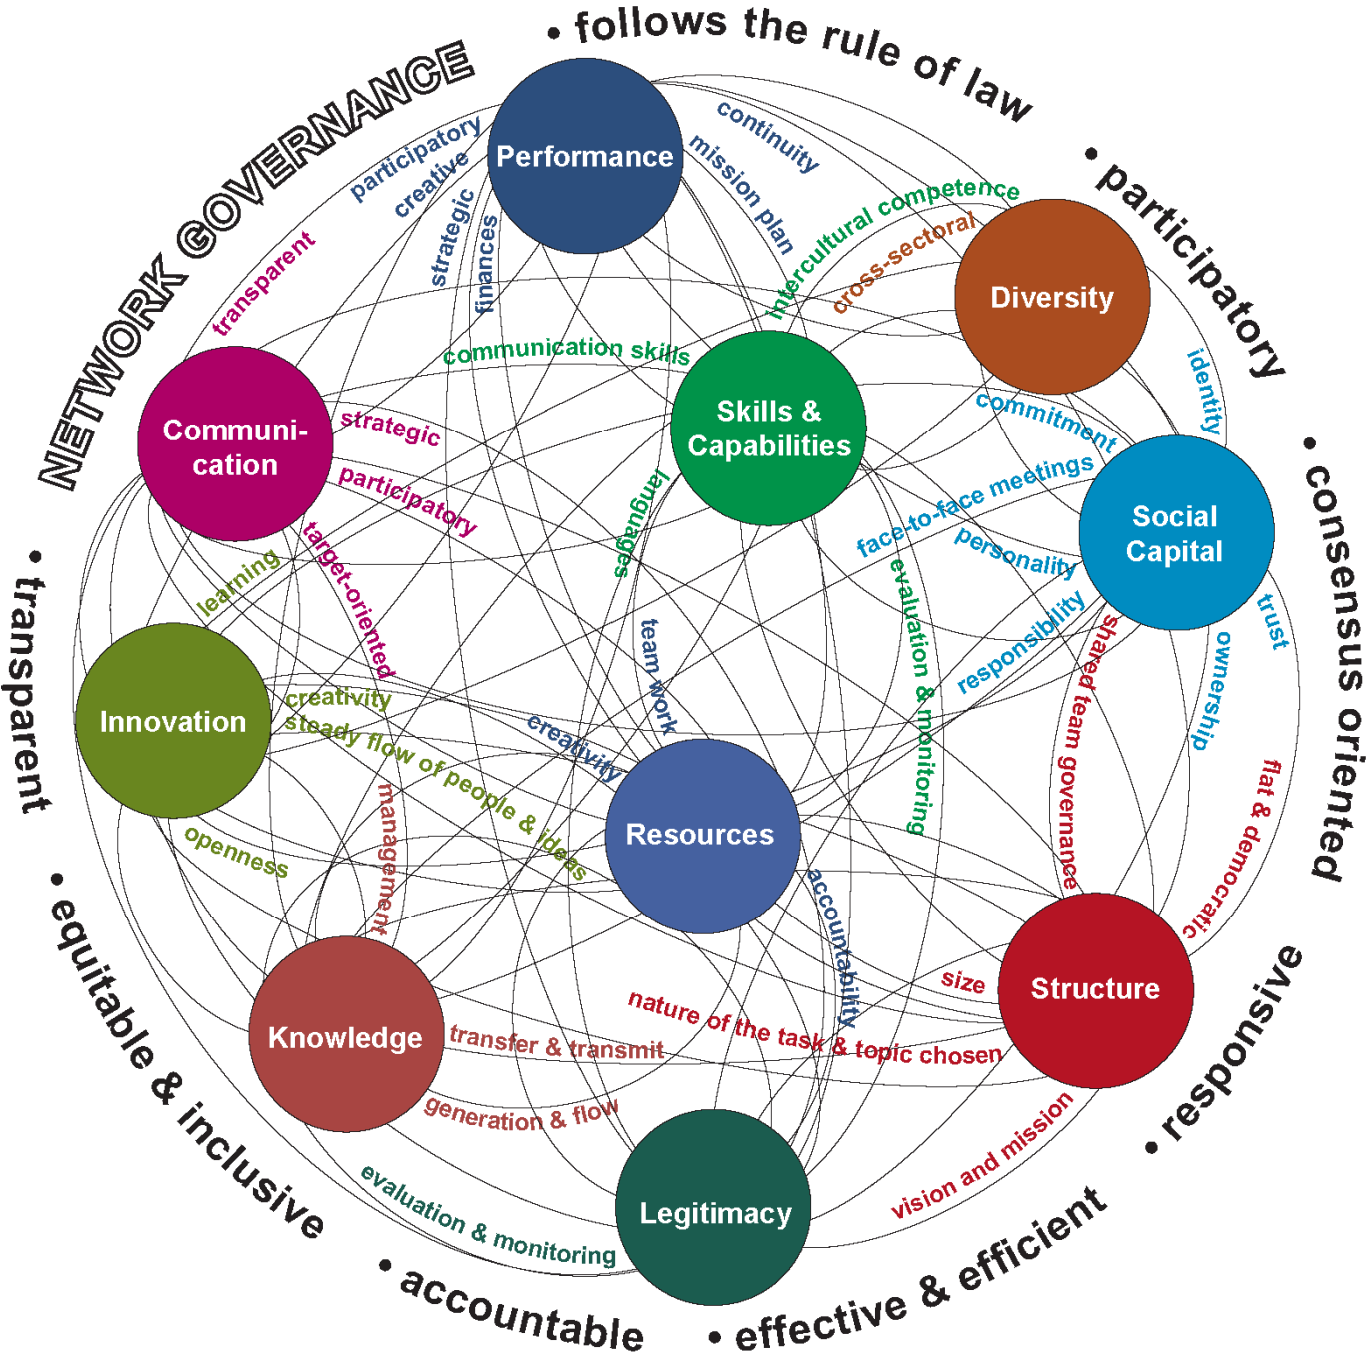 NETWORK GOVERNANCE
• follows the rule of law
• participatory
• consensus oriented
• responsive
• effective & efficient
• accountable
• equitable & inclusive
• transparent
Performance
participatory
creative
strategic
finances
continuity
mission plan
Diversity
intercultural competence
cross-sectoral
Skills &
Capabilities
communication skills
languages
evaluation & monitoring
Communi-
cation
transparent
strategic
participatory
target-oriented
Social
Capital
identity
commitment
face-to-face meetings
personality
responsibility
trust
ownership
Innovation
learning
creativity
steady flow of people & ideas
openness
Resources
team work
creativity
accountability
Structure
shared team governance
flat & democratic
size
nature of the task & topic chosen
vision and mission
Knowledge
management
transfer & transmit
generation & flow
Legitimacy
evaluation & monitoring